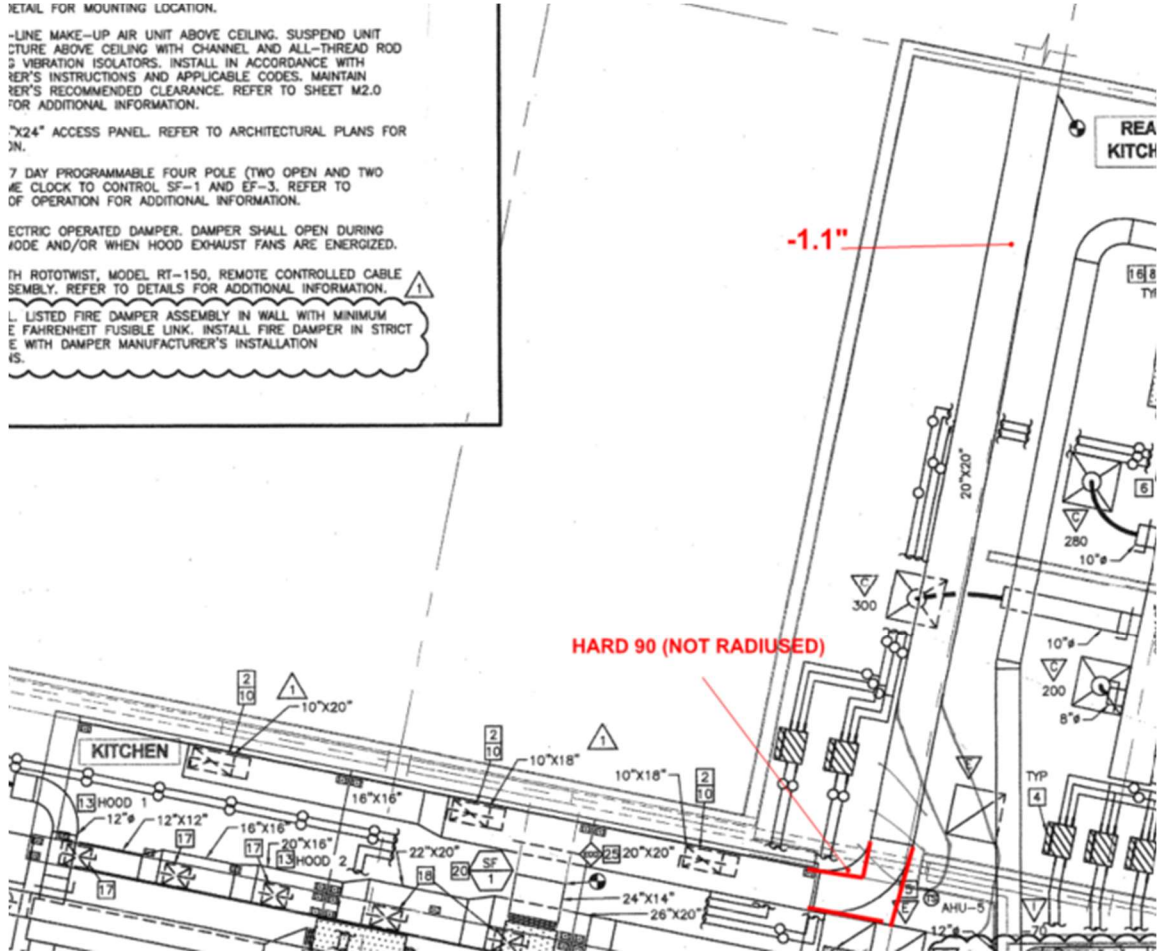 ETAIL FOR MOUNTING LOCATION.
-LINE MAKE-UP AIR UNIT ABOVE CEILING. SUSPEND UNIT
CTURE ABOVE CEILING WITH CHANNEL AND ALL-THREAD ROD
G VIBRATION ISOLATORS. INSTALL IN ACCORDANCE WITH
RER'S INSTRUCTIONS AND APPLICABLE CODES. MAINTAIN
RER'S RECOMMENDED CLEARANCE. REFER TO SHEET M2.0
FOR ADDITIONAL INFORMATION.
"X24" ACCESS PANEL. REFER TO ARCHITECTURAL PLANS FOR
N.
7 DAY PROGRAMMABLE FOUR POLE (TWO OPEN AND TWO
ME CLOCK TO CONTROL SF-1 AND EF-3. REFER TO
OF OPERATION FOR ADDITIONAL INFORMATION.
ECTRIC OPERATED DAMPER. DAMPER SHALL OPEN DURING
MODE AND/OR WHEN HOOD EXHAUST FANS ARE ENERGIZED.
TH ROTOTWIST, MODEL RT-150, REMOTE CONTROLLED CABLE
SEMBLY. REFER TO DETAILS FOR ADDITIONAL INFORMATION.
1
L. LISTED FIRE DAMPER ASSEMBLY IN WALL WITH MINIMUM
E FAHRENHEIT FUSIBLE LINK. INSTALL FIRE DAMPER IN STRICT
E WITH DAMPER MANUFACTURER'S INSTALLATION
NS.
REA
KITCH
-1.1"
16 8
TY
20"X20"
6
C
280
10"ø
C
300
HARD 90 (NOT RADIUSED)
10"ø
C
200
8"ø
2
10
1
10"X20"
KITCHEN
2
10
1
10"X18"
10"X18"
2
10
E
TYP
4
16"X16"
13 HOOD 1
12"ø
12"X12"
17
16"X16"
17
20"X16"
13 HOOD 2
22"X20"
20
SF
1
25
20"X20"
17
18
24"X14"
26"X20"
E
AHU-5
12"ø
1
70